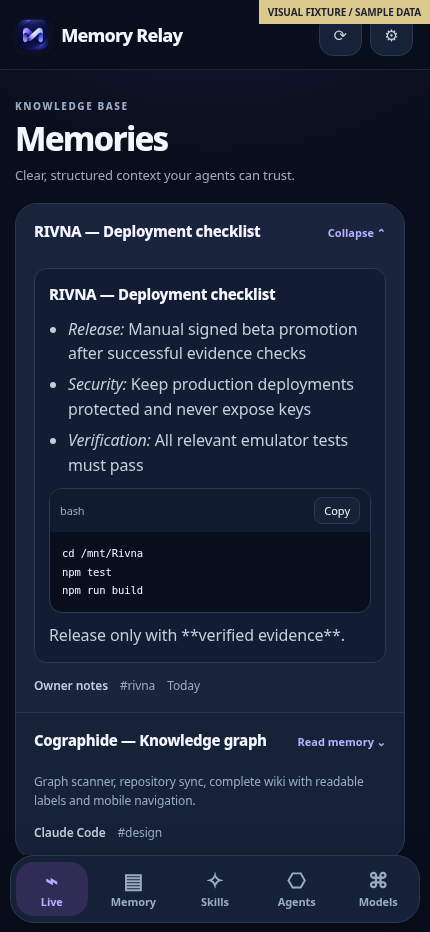 VISUAL FIXTURE / SAMPLE DATA
Memory Relay
KNOWLEDGE BASE
Memories
Clear, structured context your agents can trust.
RIVNA — Deployment checklist
Collapse
RIVNA — Deployment checklist
• Release: Manual signed beta promotion
after successful evidence checks
• Security: Keep production deployments
protected and never expose keys
• Verification: All relevant emulator tests
must pass
bash
Copy
cd /mnt/Rivna
npm test
npm run build
Release only with **verified evidence**.
Owner notes #rivna Today
Cographide — Knowledge graph
Read memory
Graph scanner, repository sync, complete wiki with readable
labels and mobile navigation.
Claude Code #design
Live
Memory
Skills
Agents
Models